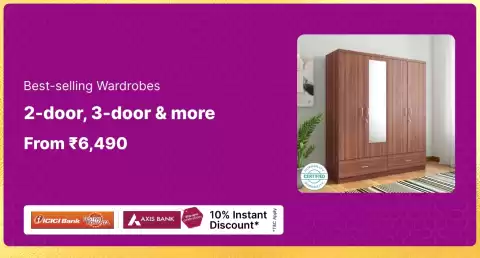 Best-selling Wardrobes
2-door, 3-door & more
From ₹6,490
CERTIFIED
ICICI Bank
AXIS BANK
10% Instant
Discount*
*T&C Apply